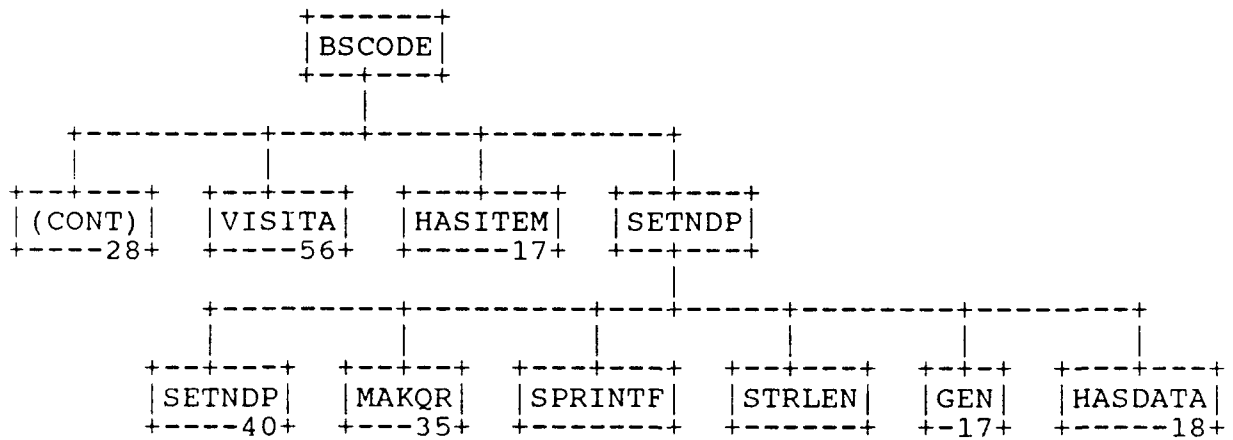 BSCODE
(CONT) VISITA HASITEM SETNDP
28 56 17
SETNDP MAKQR SPRINTF STRLEN GEN HASDATA
40 35 17 18